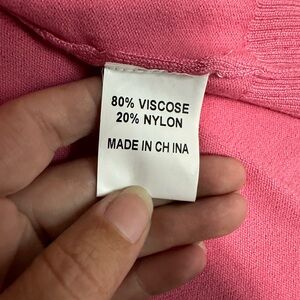 80% VISCOSE
20% NYLON
MADE IN CH INA